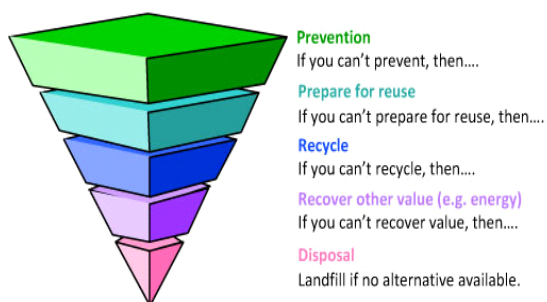 Prevention
If you can’t prevent, then....
Prepare for reuse
If you can’t prepare for reuse, then....
Recycle
If you can’t recycle, then....
Recover other value (e.g. energy)
If you can’t recover value, then....
Disposal
Landfill if no alternative available.